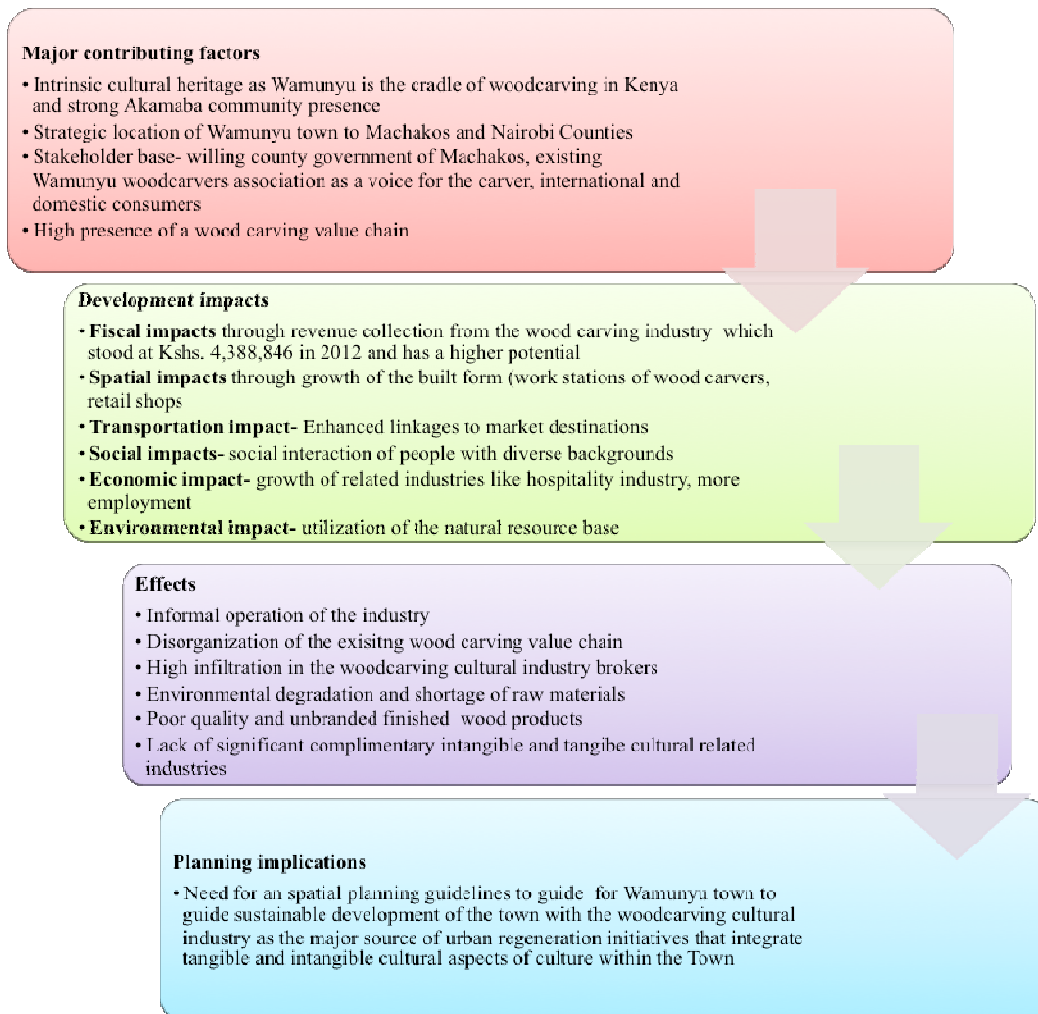 Major contributing factors
• Intrinsic cultural heritage as Wamunyu is the cradle of woodcarving in Kenya
and strong Akamaba community presence
• Strategic location of Wamunyu town to Machakos and Nairobi Counties
• Stakeholder base- willing county government of Machakos, existing
Wamunyu woodcarvers association as a voice for the carver, international and
domestic consumers
• High presence of a wood carving value chain
Development impacts
• Fiscal impacts through revenue collection from the wood carving industry which
stood at Kshs. 4,388,846 in 2012 and has a higher potential
• Spatial impacts through growth of the built form (work stations of wood carvers,
retail shops
• Transportation impact- Enhanced linkages to market destinations
• Social impacts- social interaction of people with diverse backgrounds
• Economic impact- growth of related industries like hospitality industry, more
employment
• Environmental impact- utilization of the natural resource base
Effects
• Informal operation of the industry
• Disorganization of the exisitng wood carving value chain
• High infiltration in the woodcarving cultural industry brokers
• Environmental degradation and shortage of raw materials
• Poor quality and unbranded finished wood products
• Lack of significant complimentary intangible and tangibe cultural related
industries
Planning implications
• Need for an spatial planning guidelines to guide for Wamunyu town to
guide sustainable development of the town with the woodcarving cultural
industry as the major source of urban regeneration initiatives that integrate
tangible and intangible cultural aspects of culture within the Town